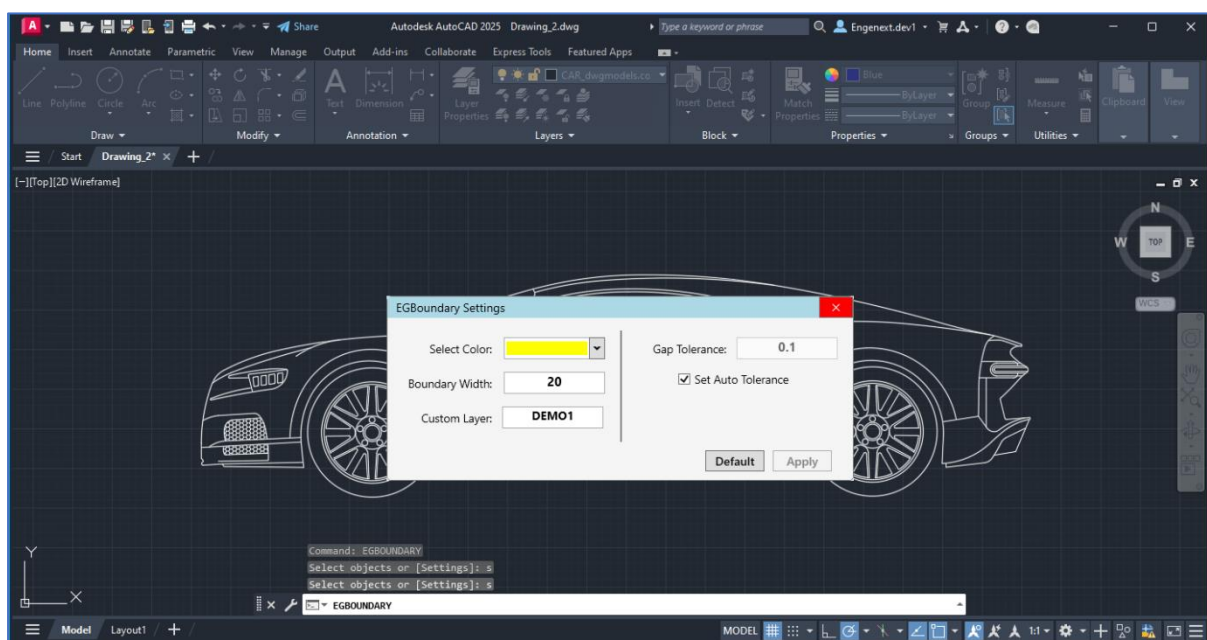 A Share Autodesk AutoCAD 2025 Drawing_2.dwg Type a keyword or phrase Engenext.dev1
Home Insert Annotate Parametric View Manage Output Add-ins Collaborate Express Tools Featured Apps
CAR_dwgmodels.co Blue
Line Polyline Circle Arc Text Dimension Layer Properties Insert Detect Match Properties ByLayer Group Measure Clipboard View
ByLayer
Draw Modify Annotation Layers Block Properties Groups Utilities
Start Drawing_2*
[−][Top][2D Wireframe]
N
W TOP E
S
WCS
EGBoundary Settings
Select Color: Gap Tolerance: 0.1
Boundary Width: 20 Set Auto Tolerance
Custom Layer: DEMO1
Default Apply
Command: EGBOUNDARY
Select objects or [Settings]: s
Select objects or [Settings]: s
EGBOUNDARY
Y
X
Model Layout1 MODEL 1:1